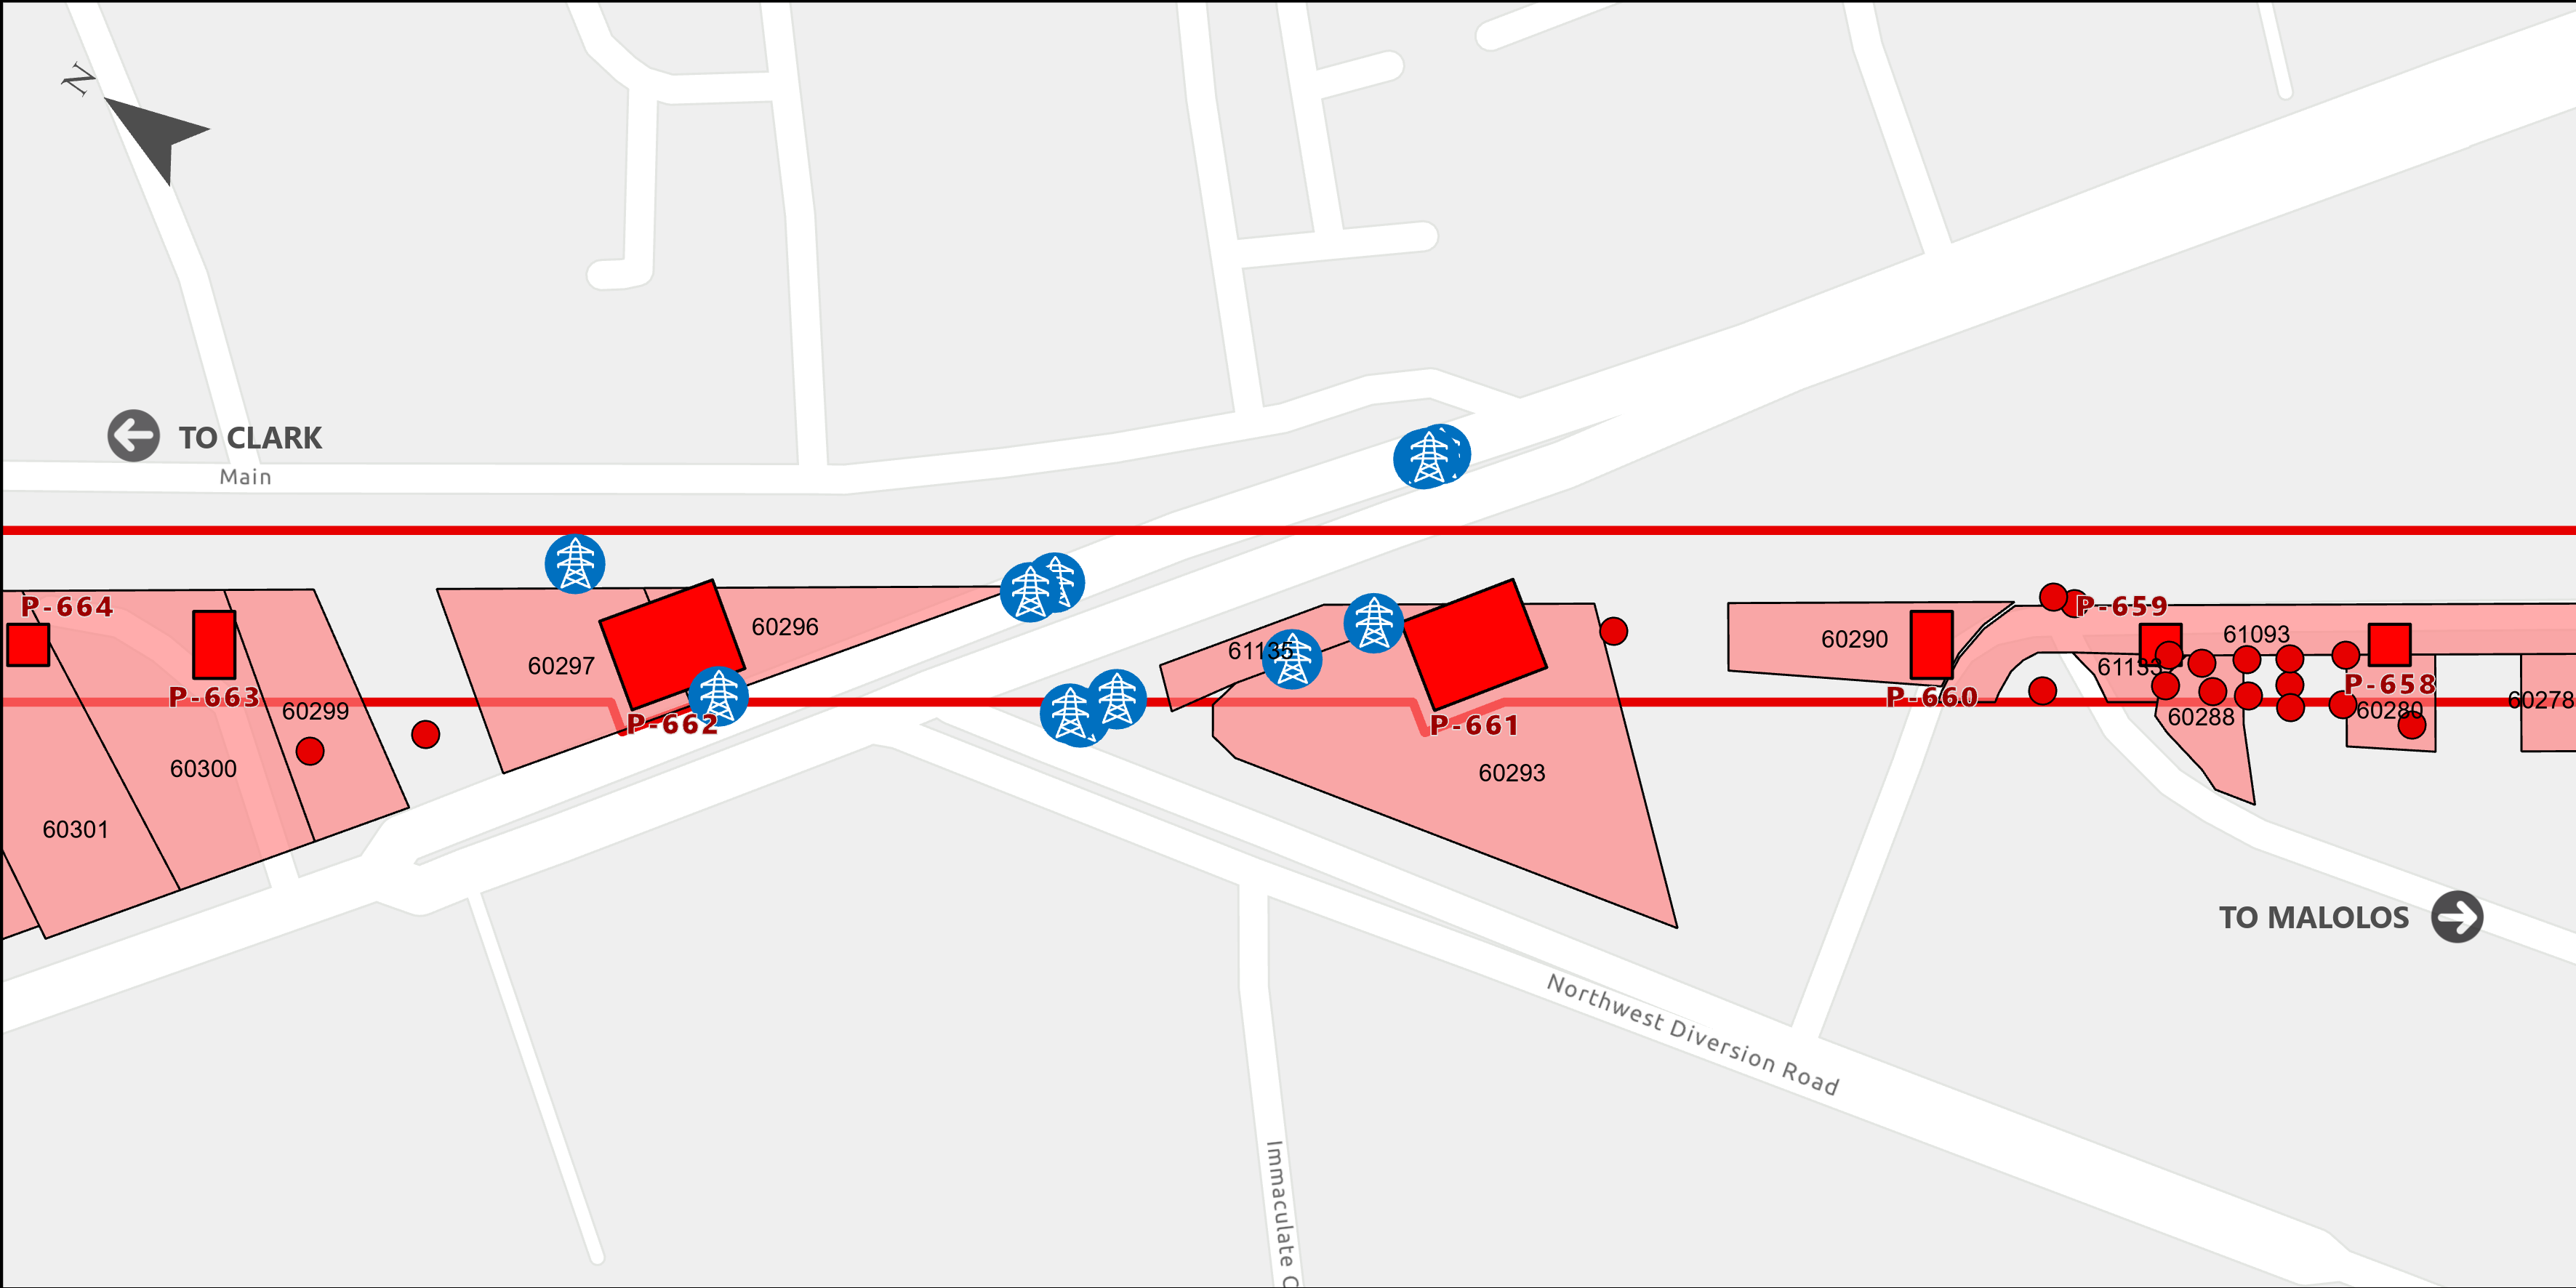 N
TO CLARK
Main
P-664
P-663
60299
60300
60301
60297
60296
P-662
61135
P-661
60293
60290
P-660
P-659
61093
61133
P-658
60288
60280
60278
TO MALOLOS
Northwest Diversion Road
Immaculate C